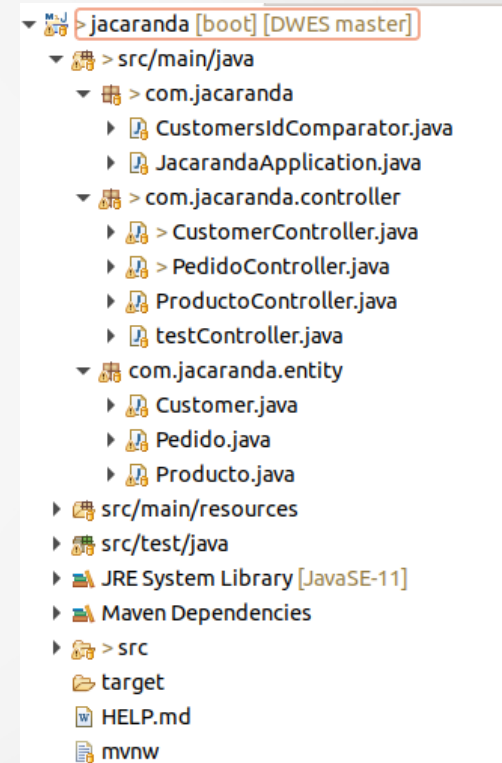 > jacaranda [boot] [DWES master]
> src/main/java
> com.jacaranda
CustomersIdComparator.java
JacarandaApplication.java
> com.jacaranda.controller
> CustomerController.java
> PedidoController.java
ProductoController.java
testController.java
com.jacaranda.entity
Customer.java
Pedido.java
Producto.java
src/main/resources
src/test/java
JRE System Library [JavaSE-11]
Maven Dependencies
> src
target
HELP.md
mvnw